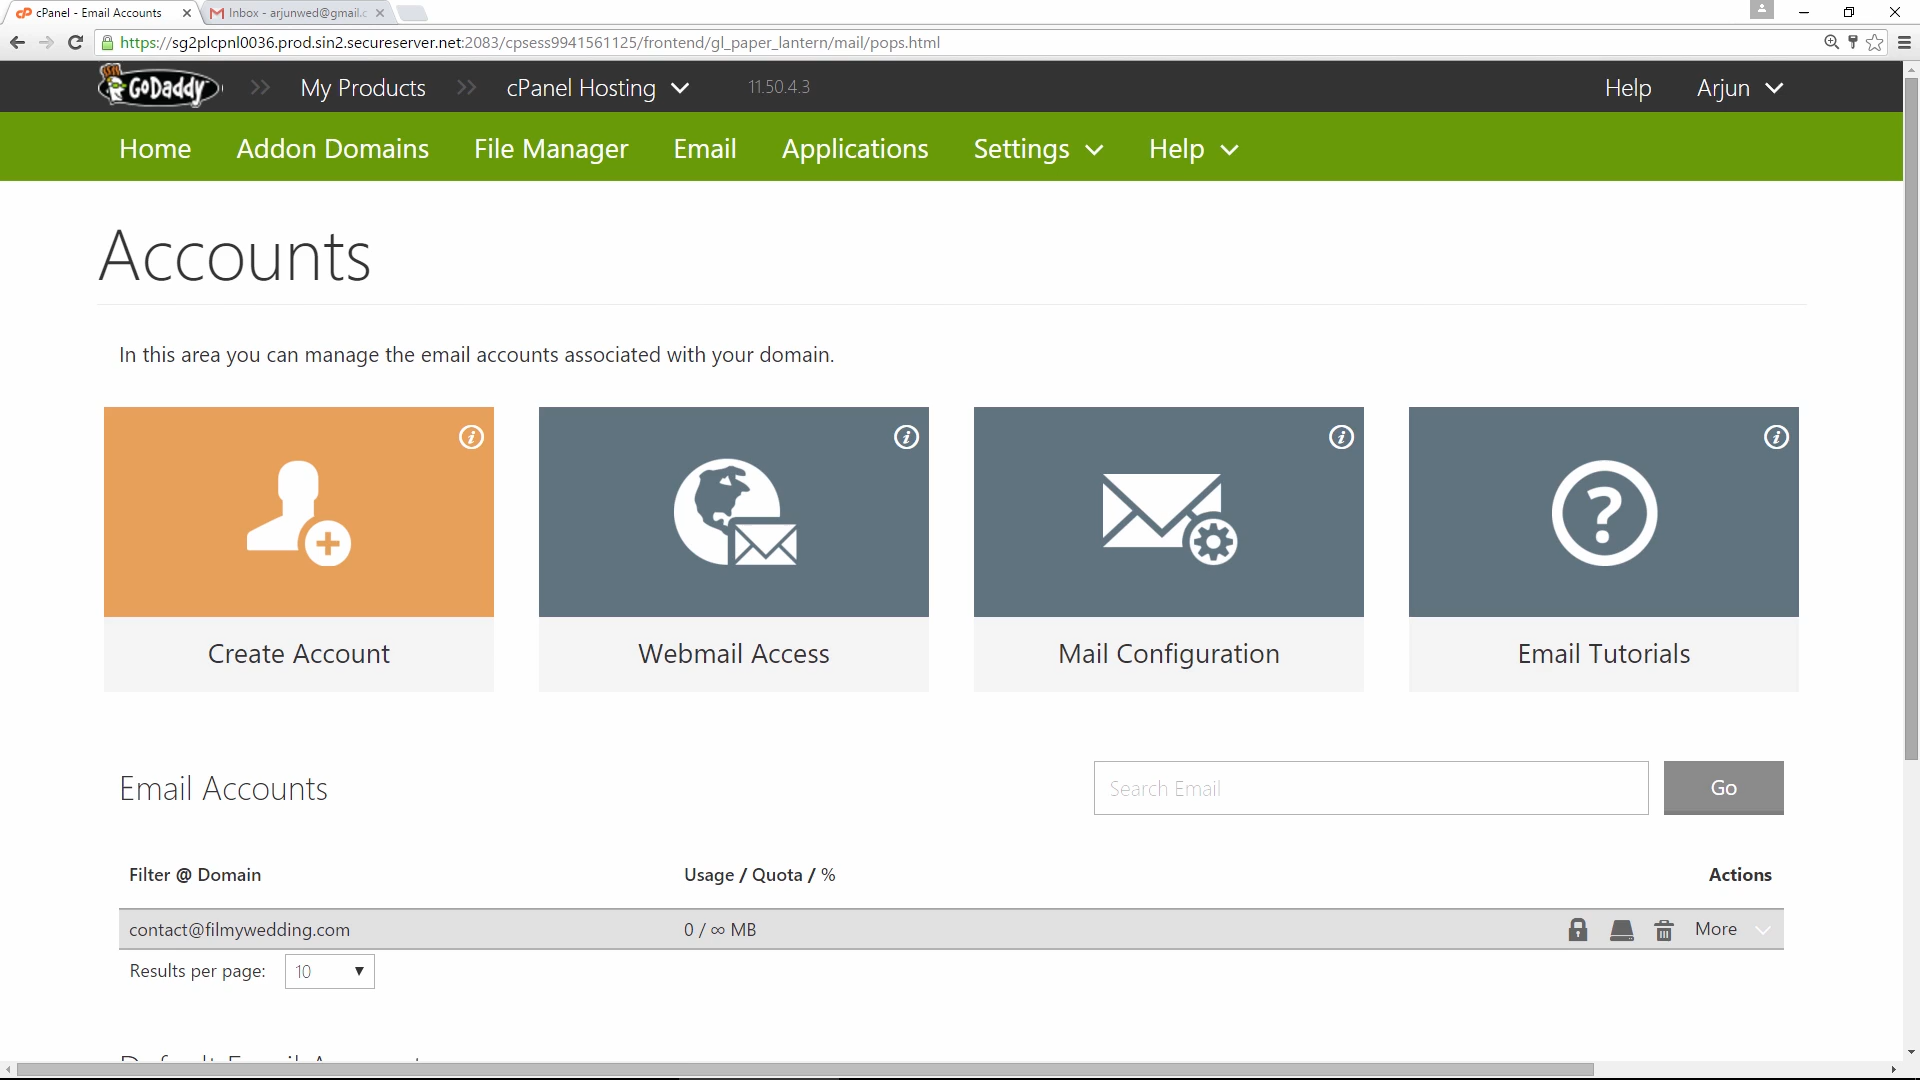 cPanel - Email Accounts
Inbox - arjunwed@gmail.c
https://sg2plcpnl0036.prod.sin2.secureserver.net:2083/cpsess9941561125/frontend/gl_paper_lantern/mail/pops.html
GoDaddy My Products cPanel Hosting 11.50.4.3 Help Arjun
Home Addon Domains File Manager Email Applications Settings Help
Accounts
In this area you can manage the email accounts associated with your domain.
Create Account
Webmail Access
Mail Configuration
Email Tutorials
Email Accounts
Search Email
Go
Filter @ Domain Usage / Quota / % Actions
contact@filmywedding.com 0 / ∞ MB More
Results per page: 10